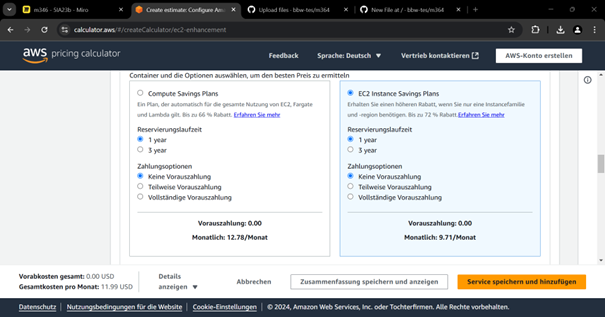 m346 - SIA23b - Miro
Create estimate: Configure Am
Upload files · bbw-tes/m364
New File at / · bbw-tes/m364
calculator.aws/#/createCalculator/ec2-enhancement
aws pricing calculator
Feedback
Sprache: Deutsch
Vertrieb kontaktieren
AWS-Konto erstellen
Container und die Optionen auswählen, um den besten Preis zu ermitteln
Compute Savings Plans
Ein Plan, der automatisch für die gesamte Nutzung von EC2, Fargate
und Lambda gilt. Bis zu 66 % Rabatt. Erfahren Sie mehr
Reservierungslaufzeit
1 year
3 year
Zahlungsoptionen
Keine Vorauszahlung
Teilweise Vorauszahlung
Vollständige Vorauszahlung
Vorauszahlung: 0.00
Monatlich: 12.78/Monat
EC2 Instance Savings Plans
Erhalten Sie einen höheren Rabatt, wenn Sie nur eine Instancefamilie
und -region benötigen. Bis zu 72 % Rabatt.Erfahren Sie mehr
Reservierungslaufzeit
1 year
3 year
Zahlungsoptionen
Keine Vorauszahlung
Teilweise Vorauszahlung
Vollständige Vorauszahlung
Vorauszahlung: 0.00
Monatlich: 9.71/Monat
Vorabkosten gesamt: 0.00 USD
Gesamtkosten pro Monat: 11.99 USD
Details
anzeigen
Abbrechen
Zusammenfassung speichern und anzeigen
Service speichern und hinzufügen
Datenschutz
Nutzungsbedingungen für die Website
Cookie-Einstellungen
© 2024, Amazon Web Services, Inc. oder Tochterfirmen. Alle Rechte vorbehalten.